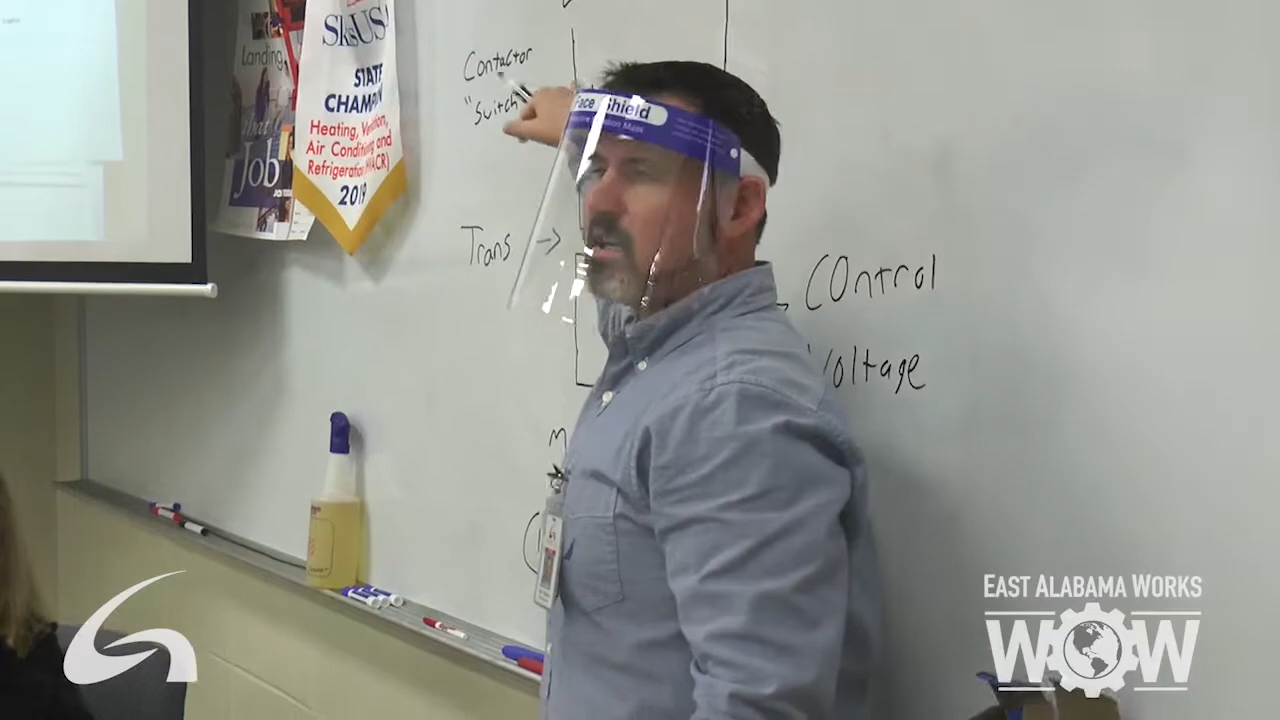 SkillsUSA
STATE
CHAMPION
Heating, Ventilation,
Air Conditioning and
Refrigeration (HVACR)
2019
Landing
that
Job
Contactor
"Switch
Trans →
Control
Voltage
M
Face Shield
EAST ALABAMA WORKS
WOW